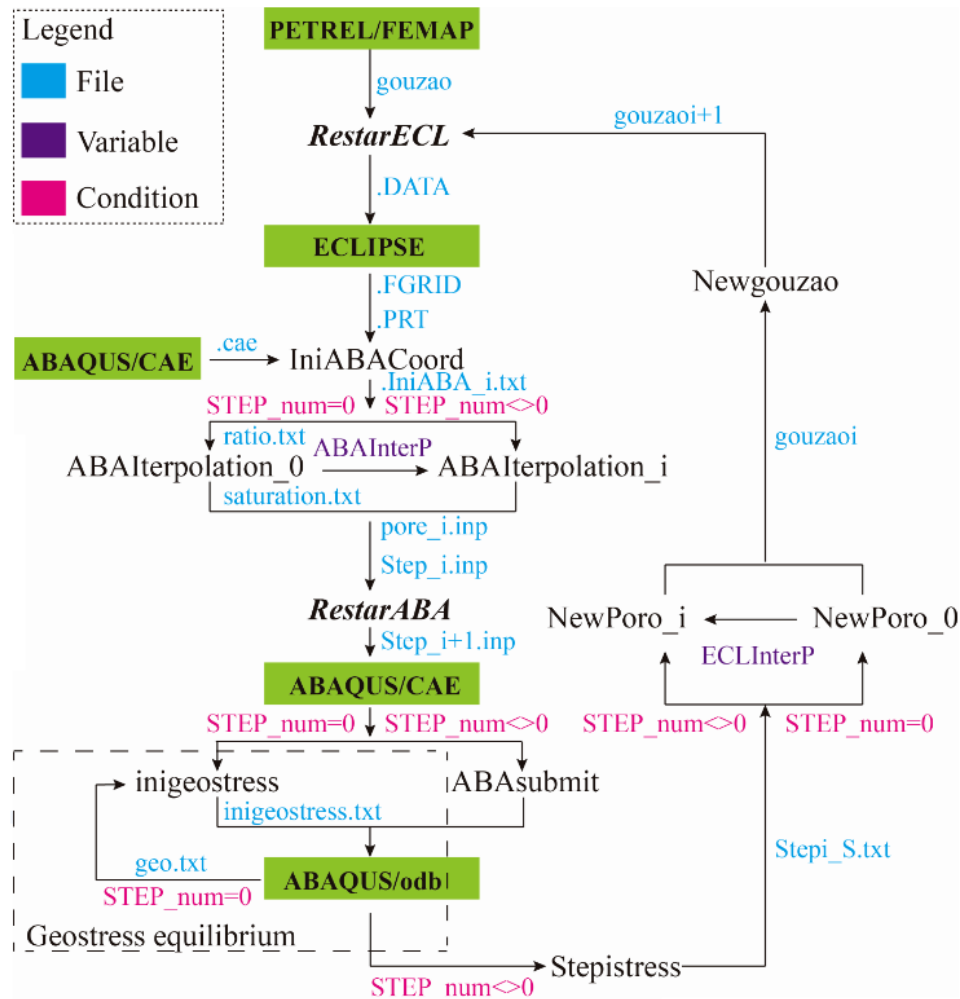 Legend
File
Variable
Condition
PETREL/FEMAP
gouzao
RestarECL
gouzaoi+1
.DATA
ECLIPSE
.FGRID
.PRT
Newgouzao
ABAQUS/CAE
.cae
IniABACoord
.IniABA_i.txt
STEP_num=0
STEP_num<>0
ratio.txt
ABAIterpolation_0
ABAInterP
ABAIterpolation_i
saturation.txt
gouzaoi
pore_i.inp
Step_i.inp
RestarABA
Step_i+1.inp
NewPoro_i
NewPoro_0
ECLInterP
ABAQUS/CAE
STEP_num=0
STEP_num<>0
STEP_num<>0
STEP_num=0
inigeostress
ABAsubmit
inigeostress.txt
geo.txt
STEP_num=0
ABAQUS/odb
Stepi_S.txt
Geostress equilibrium
STEP_num<>0
Stepistress